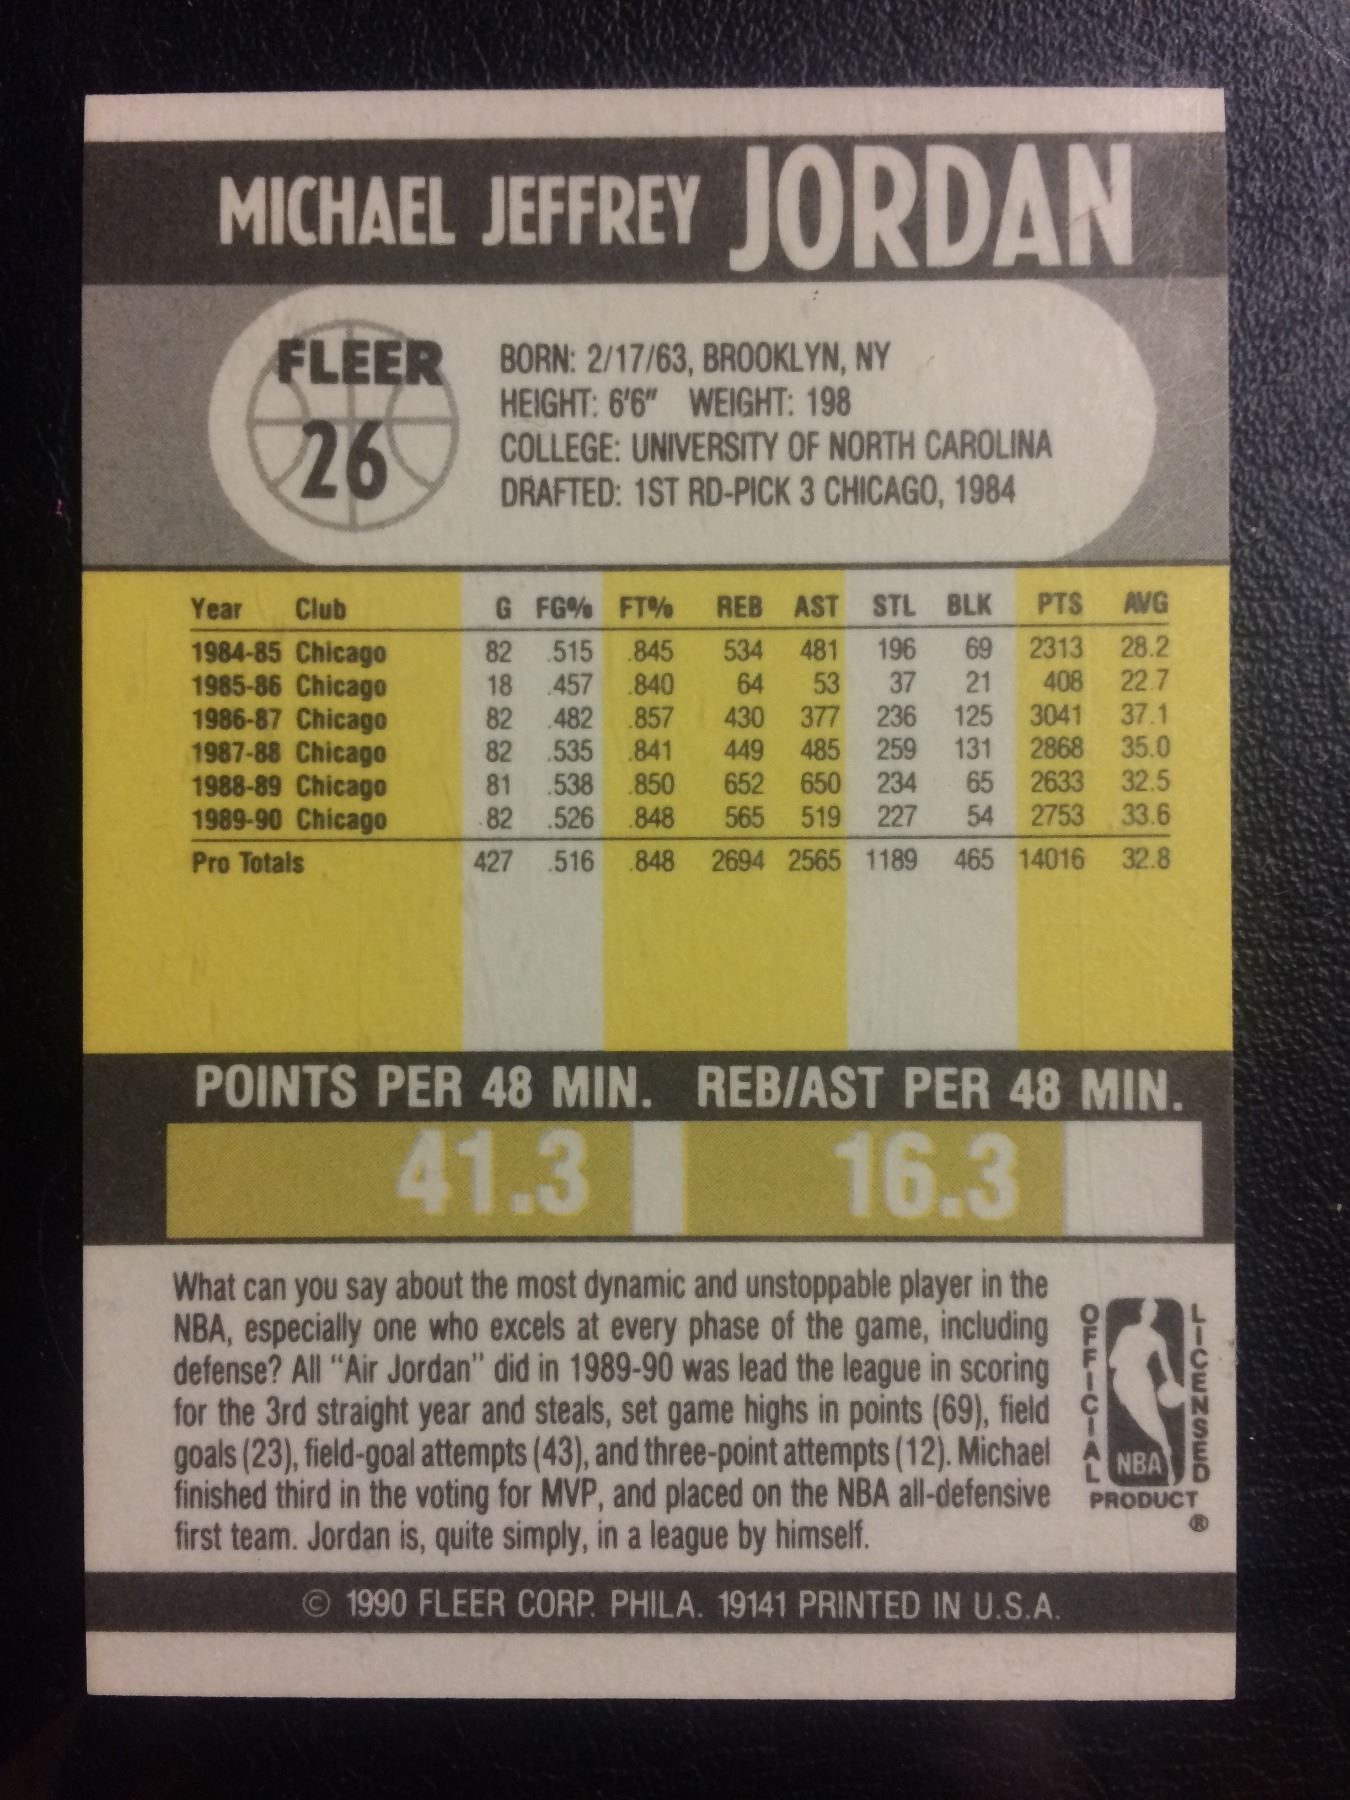 MICHAEL JEFFREY JORDAN
FLEER
26
BORN: 2/17/63, BROOKLYN, NY
HEIGHT: 6'6" WEIGHT: 198
COLLEGE: UNIVERSITY OF NORTH CAROLINA
DRAFTED: 1ST RD-PICK 3 CHICAGO, 1984
Year Club G FG% FT% REB AST STL BLK PTS AVG
1984-85 Chicago 82 .515 .845 534 481 196 69 2313 28.2
1985-86 Chicago 18 .457 .840 64 53 37 21 408 22.7
1986-87 Chicago 82 .482 .857 430 377 236 125 3041 37.1
1987-88 Chicago 82 .535 .841 449 485 259 131 2868 35.0
1988-89 Chicago 81 .538 .850 652 650 234 65 2633 32.5
1989-90 Chicago 82 .526 .848 565 519 227 54 2753 33.6
Pro Totals 427 .516 .848 2694 2565 1189 465 14016 32.8
POINTS PER 48 MIN. REB/AST PER 48 MIN.
41.3 16.3
What can you say about the most dynamic and unstoppable player in the
NBA, especially one who excels at every phase of the game, including
defense? All "Air Jordan" did in 1989-90 was lead the league in scoring
for the 3rd straight year and steals, set game highs in points (69), field
goals (23), field-goal attempts (43), and three-point attempts (12). Michael
finished third in the voting for MVP, and placed on the NBA all-defensive
first team. Jordan is, quite simply, in a league by himself.
OFFICIAL
NBA
LICENSED
PRODUCT
®
© 1990 FLEER CORP. PHILA. 19141 PRINTED IN U.S.A.